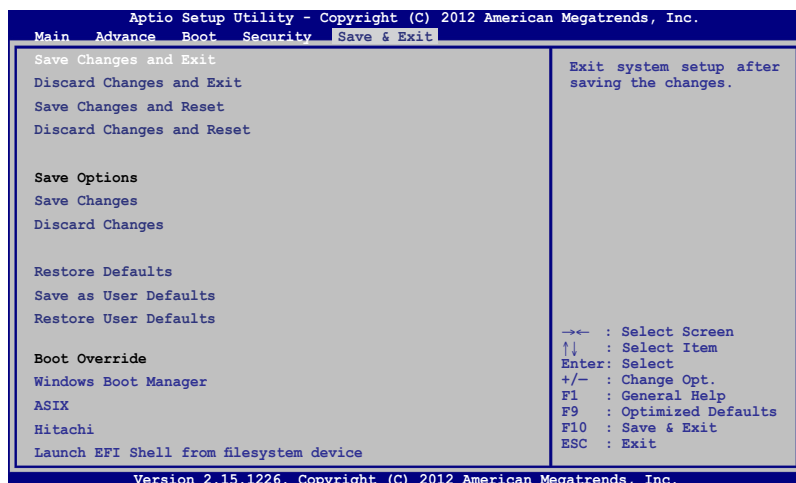 Aptio Setup Utility - Copyright (C) 2012 American Megatrends, Inc.
Main Advance Boot Security Save & Exit
Save Changes and Exit
Discard Changes and Exit
Save Changes and Reset
Discard Changes and Reset
Save Options
Save Changes
Discard Changes
Restore Defaults
Save as User Defaults
Restore User Defaults
Boot Override
Windows Boot Manager
ASIX
Hitachi
Launch EFI Shell from filesystem device
Exit system setup after
saving the changes.
→← : Select Screen
↑↓ : Select Item
Enter: Select
+/— : Change Opt.
F1 : General Help
F9 : Optimized Defaults
F10 : Save & Exit
ESC : Exit
Version 2.15.1226. Copyright (C) 2012 American Megatrends, Inc.